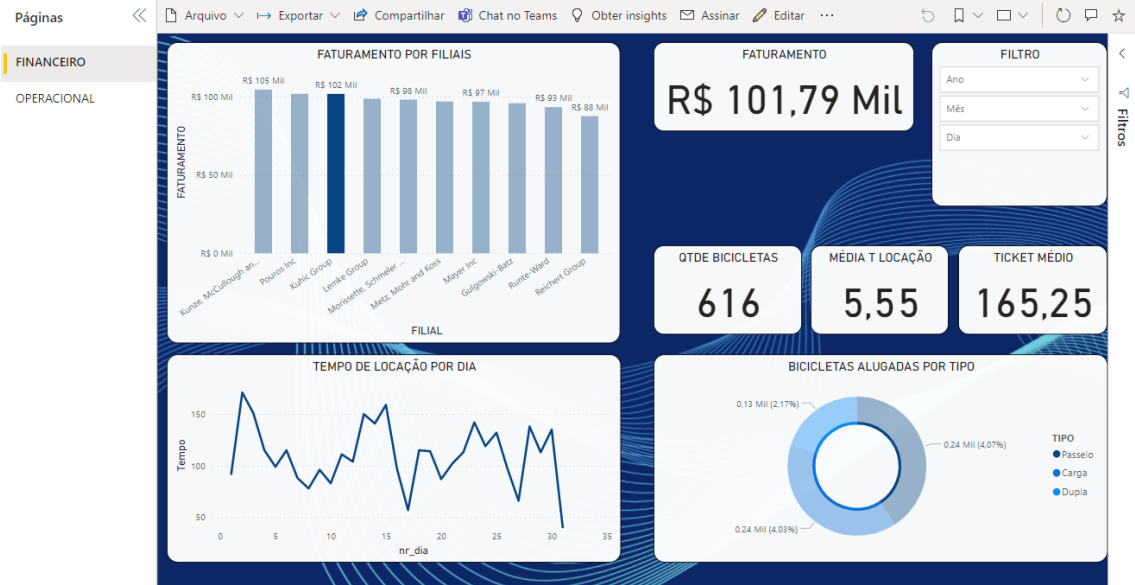 Páginas
FINANCEIRO
OPERACIONAL
Arquivo
Exportar
Compartilhar
Chat no Teams
Obter insights
Assinar
Editar
FATURAMENTO POR FILIAIS
FATURAMENTO
R$ 100 Mil
R$ 50 Mil
R$ 0 Mil
R$ 105 Mil
R$ 102 Mil
R$ 98 Mil
R$ 97 Mil
R$ 93 Mil
R$ 88 Mil
Kunze, McCullough an...
Pouros Inc
Kuhic Group
Lemke Group
Morissette, Schmeler ...
Metz, Mohr and Koss
Mayer Inc
Gulgowski-Batz
Runte-Ward
Reichert Group
FILIAL
FATURAMENTO
R$ 101,79 Mil
FILTRO
Ano
Mês
Dia
Filtros
QTDE BICICLETAS
616
MÉDIA T LOCAÇÃO
5,55
TICKET MÉDIO
165,25
TEMPO DE LOCAÇÃO POR DIA
Tempo
150
100
50
0 5 10 15 20 25 30 35
nr_dia
BICICLETAS ALUGADAS POR TIPO
0,13 Mil (2,17%)
0,24 Mil (4,07%)
0,24 Mil (4,03%)
TIPO
Passeio
Carga
Dupla